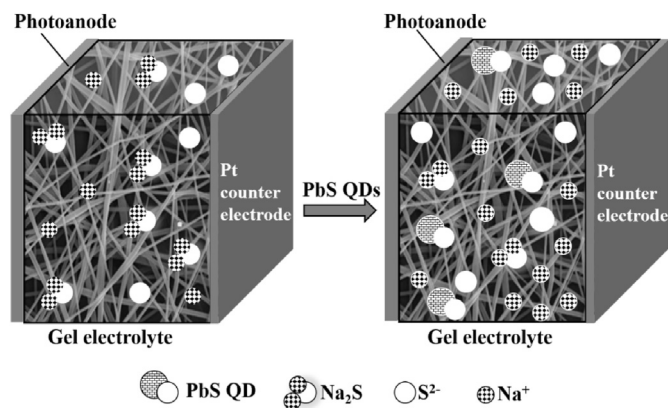 Photoanode
Pt
counter
electrode
Gel electrolyte
PbS QDs
Photoanode
Pt
counter
electrode
Gel electrolyte
PbS QD
Na₂S
S²⁻
Na⁺